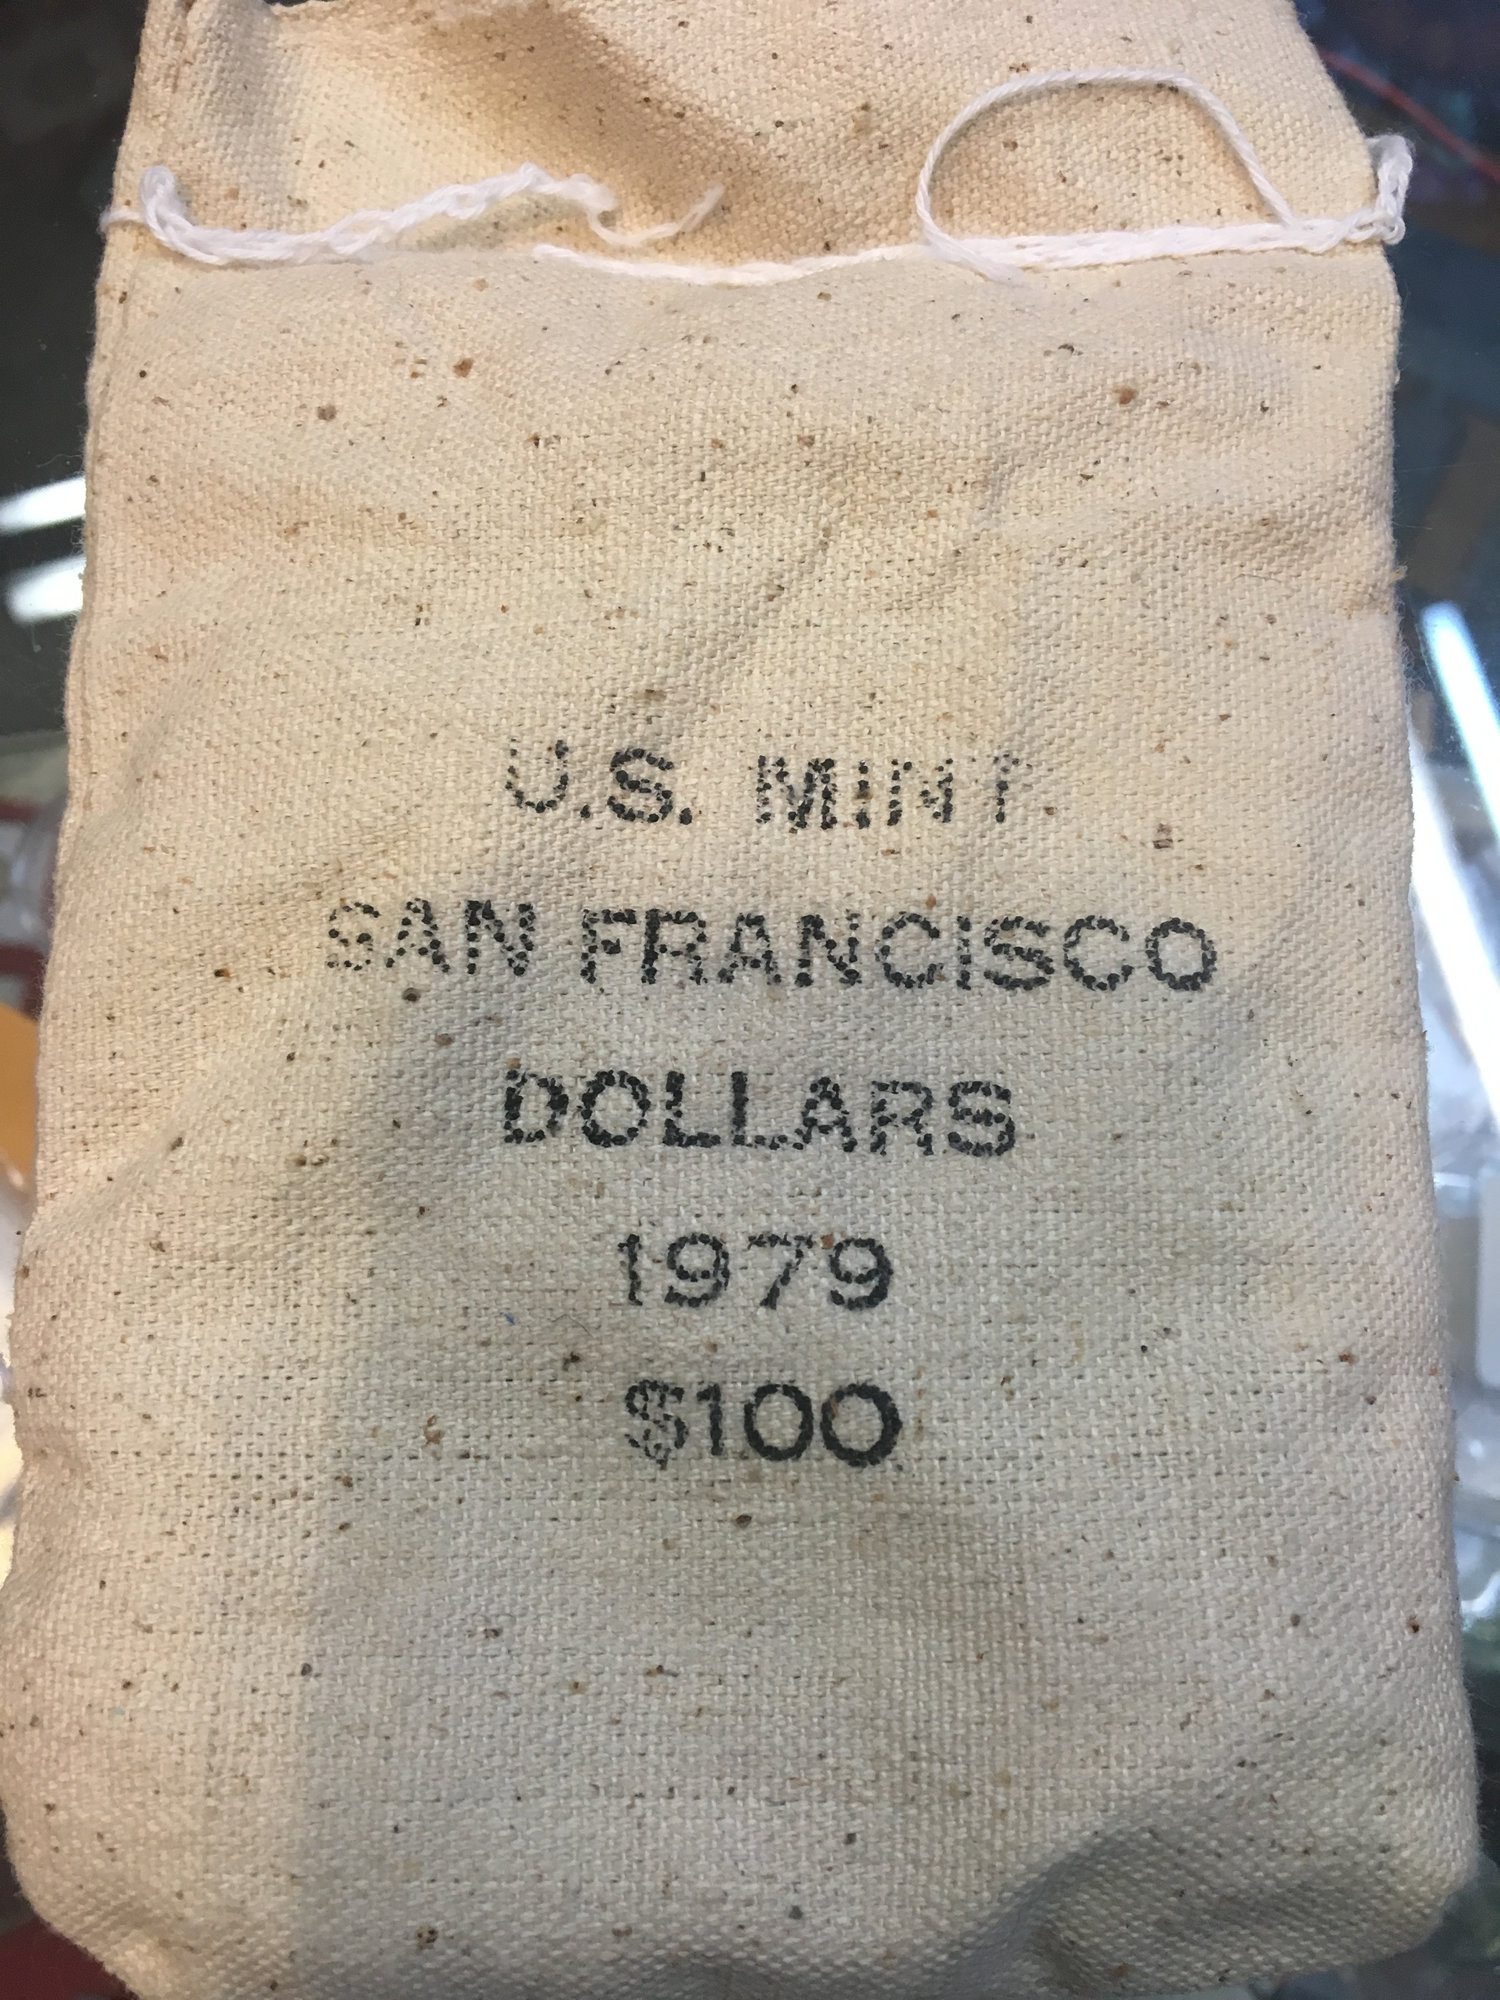 U.S. MINT
SAN FRANCISCO
DOLLARS
1979
$100